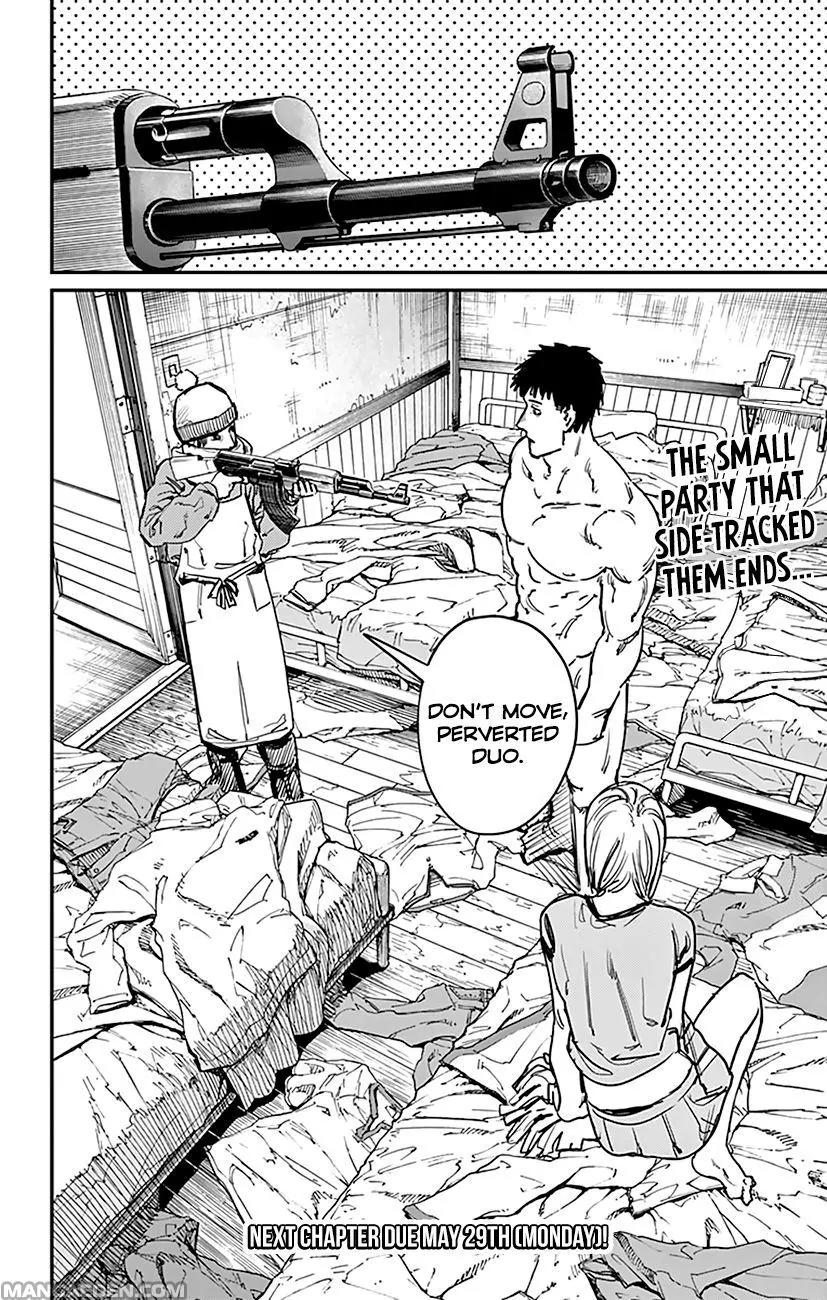 THE SMALL
PARTY THAT
SIDE-TRACKED
THEM ENDS...
DON'T MOVE,
PERVERTED
DUO.
NEXT CHAPTER DUE MAY 29TH (MONDAY)!
MANGAEDEN.COM